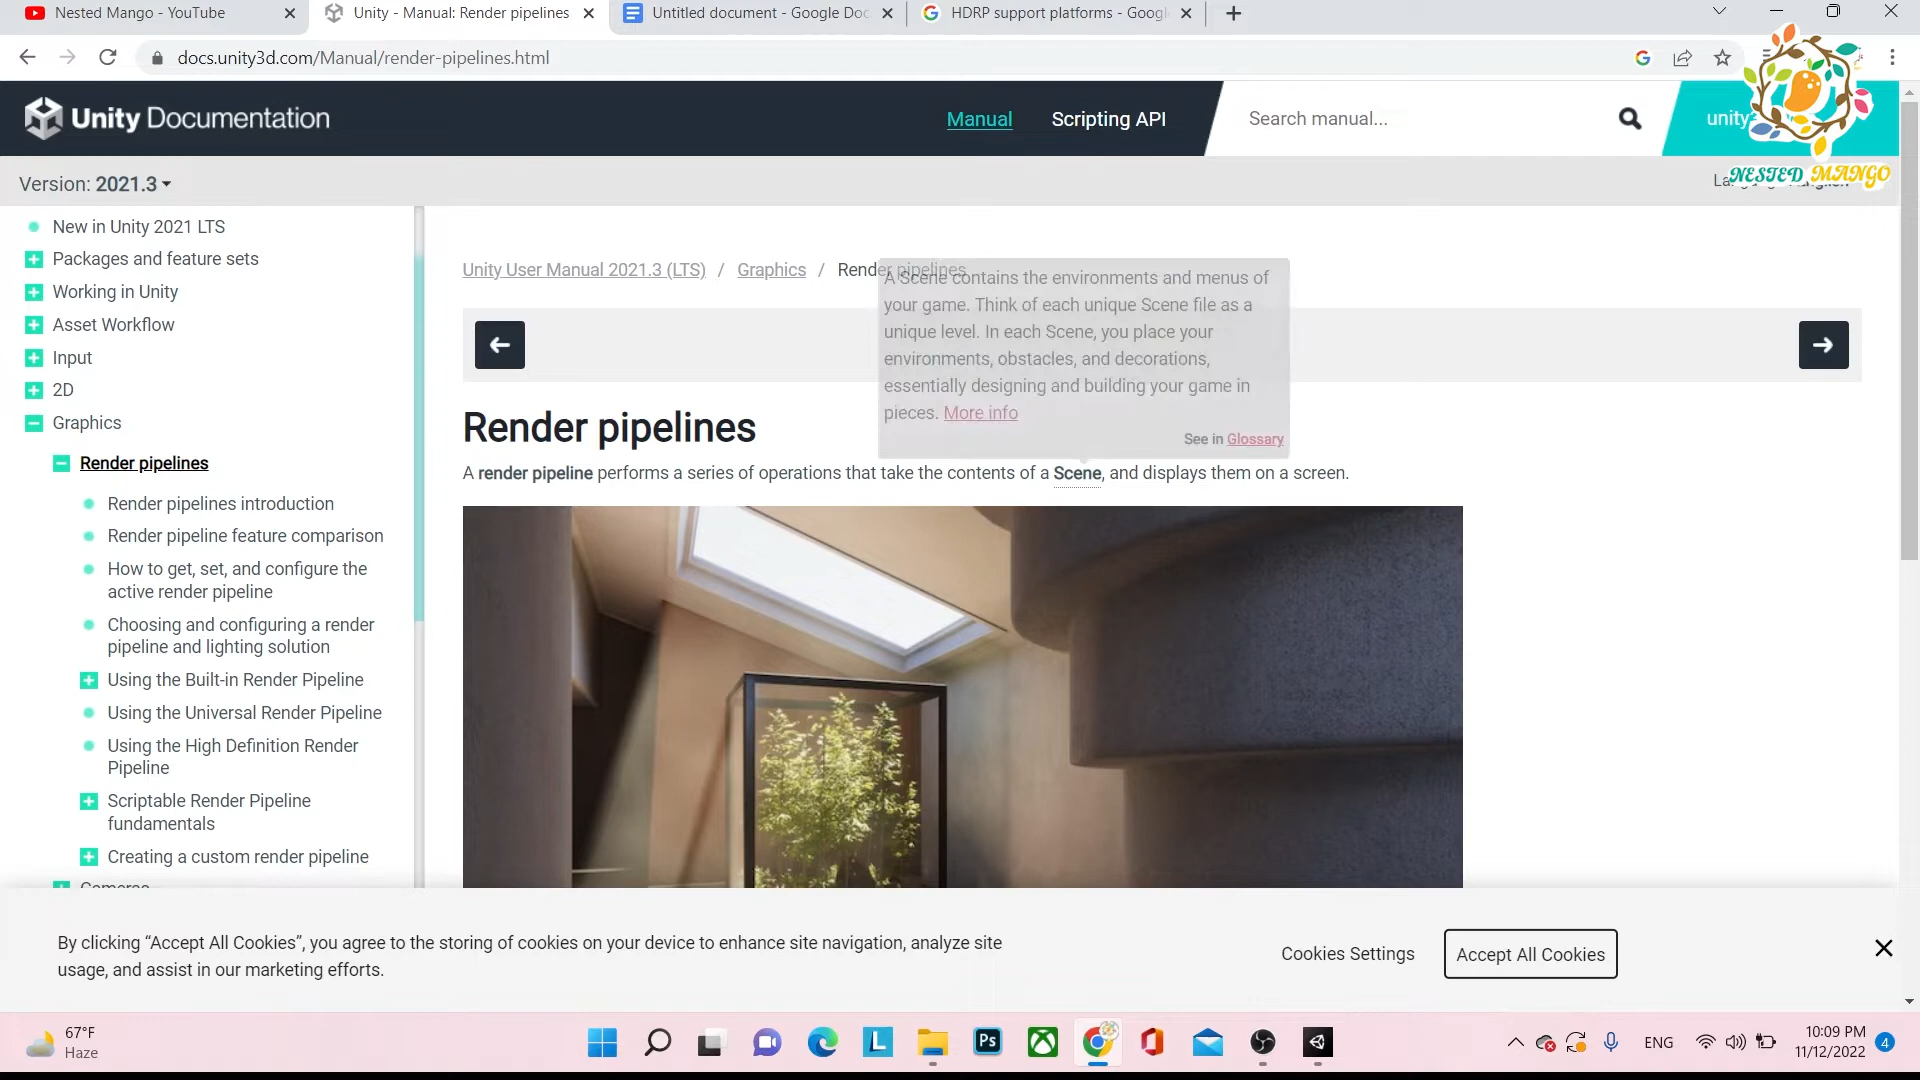 Nested Mango - YouTube
Unity - Manual: Render pipelines
Untitled document - Google Doc
HDRP support platforms - Googl
docs.unity3d.com/Manual/render-pipelines.html
Unity Documentation
Manual
Scripting API
Search manual...
unity
NESTED MANGO
Version: 2021.3
New in Unity 2021 LTS
Packages and feature sets
Working in Unity
Asset Workflow
Input
2D
Graphics
Render pipelines
Render pipelines introduction
Render pipeline feature comparison
How to get, set, and configure the
active render pipeline
Choosing and configuring a render
pipeline and lighting solution
Using the Built-in Render Pipeline
Using the Universal Render Pipeline
Using the High Definition Render
Pipeline
Scriptable Render Pipeline
fundamentals
Creating a custom render pipeline
Cameras
Unity User Manual 2021.3 (LTS) / Graphics / Render pipelines
A Scene contains the environments and menus of
your game. Think of each unique Scene file as a
unique level. In each Scene, you place your
environments, obstacles, and decorations,
essentially designing and building your game in
pieces. More info
See in Glossary
Render pipelines
A render pipeline performs a series of operations that take the contents of a Scene, and displays them on a screen.
By clicking “Accept All Cookies”, you agree to the storing of cookies on your device to enhance site navigation, analyze site
usage, and assist in our marketing efforts.
Cookies Settings
Accept All Cookies
67°F
Haze
L
Ps
ENG
10:09 PM
11/12/2022
4